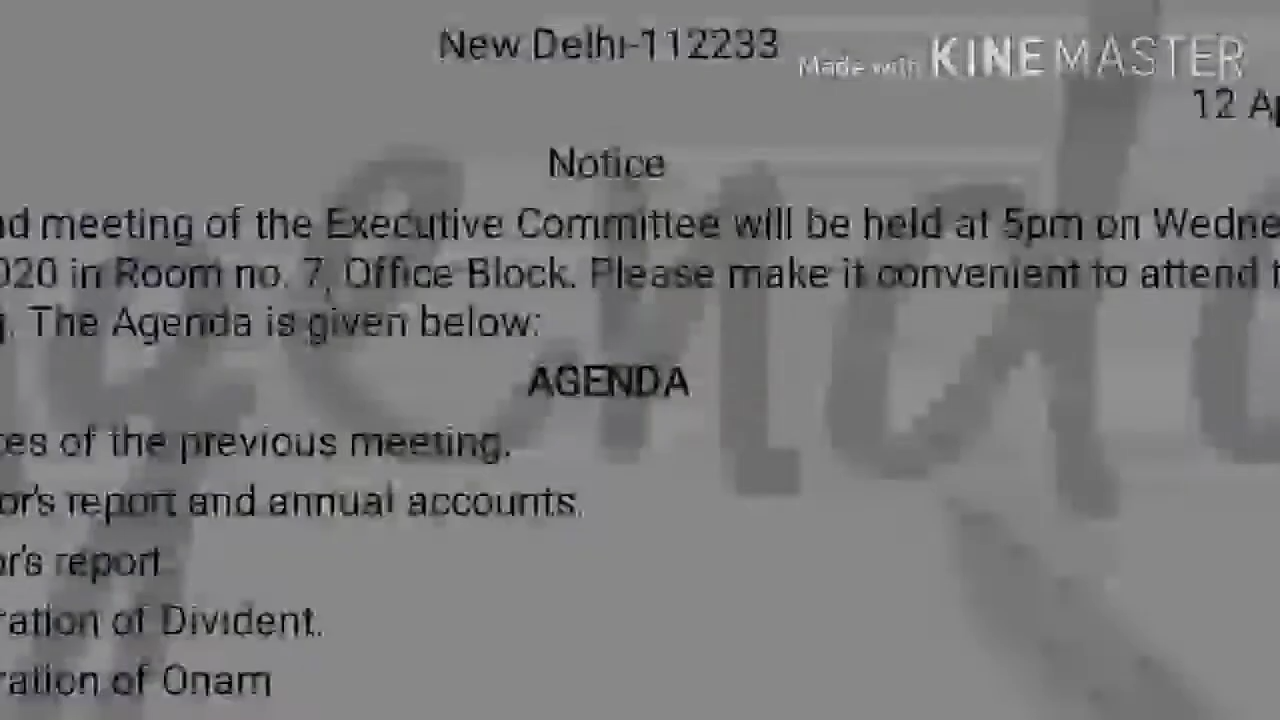 New Delhi-112233
Made with KINEMASTER
12 Ap
Notice
nd meeting of the Executive Committee will be held at 5pm on Wedne
020 in Room no. 7, Office Block. Please make it convenient to attend t
g. The Agenda is given below:
AGENDA
tes of the previous meeting.
or's report and annual accounts.
or's report
ration of Divident.
ration of Onam